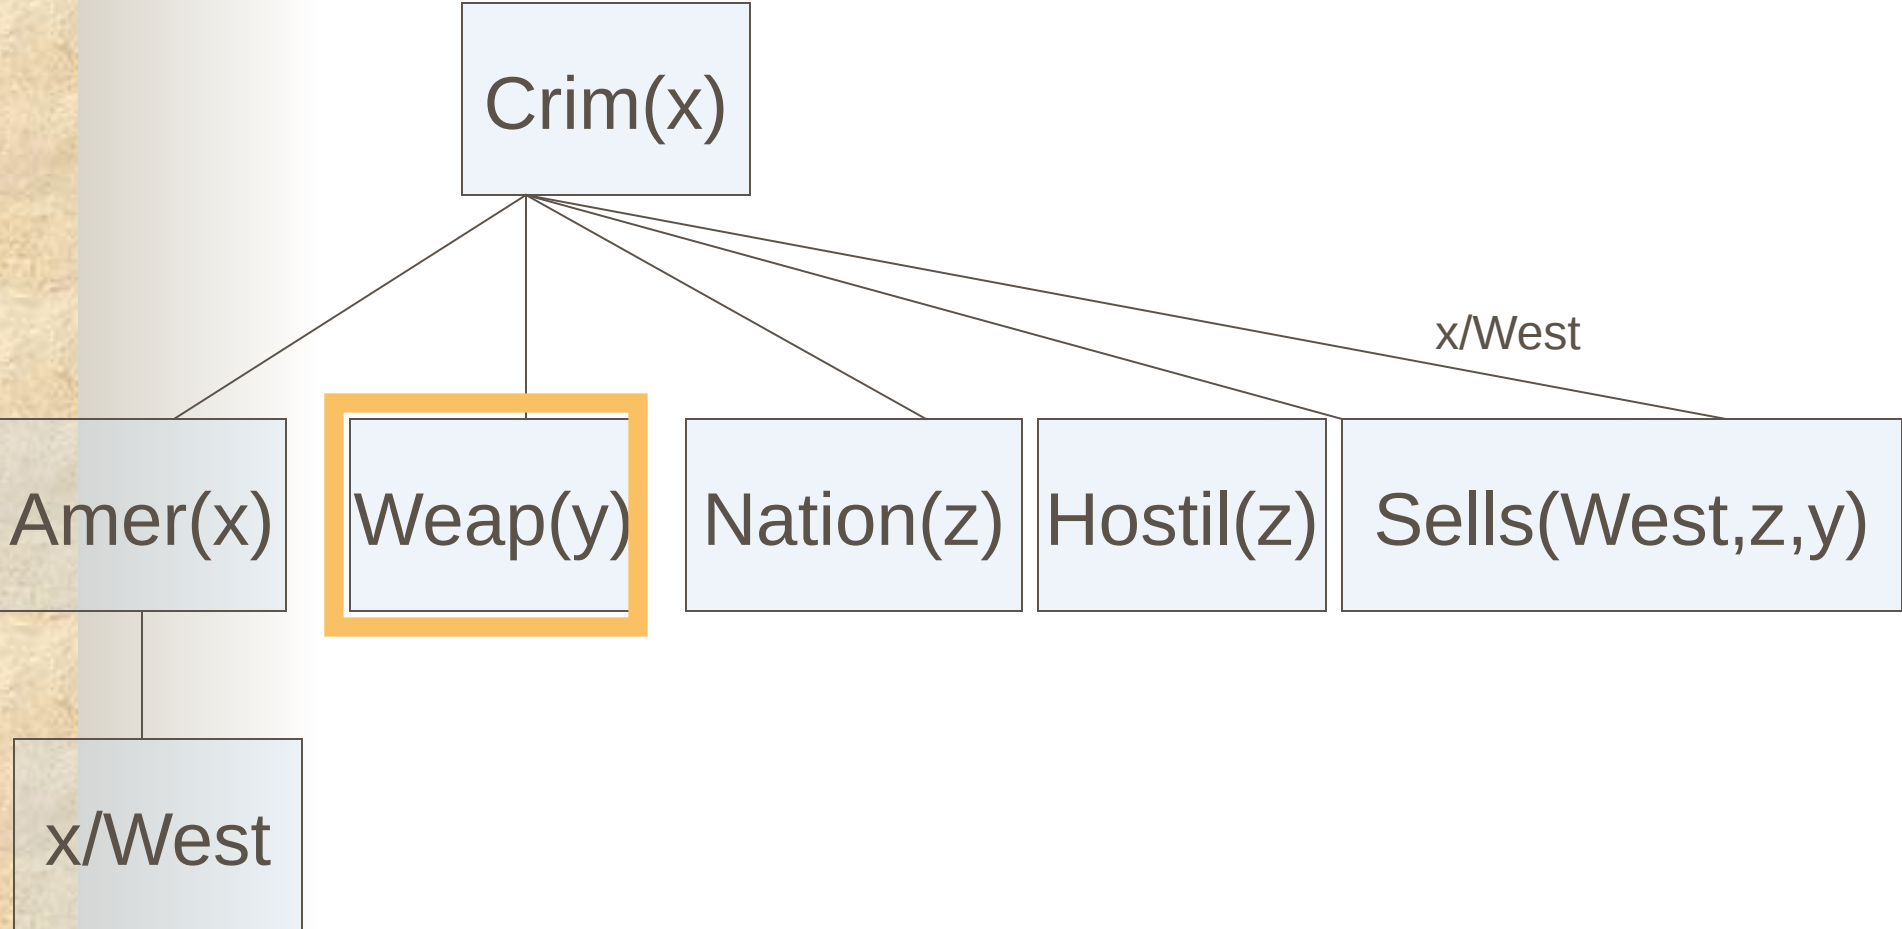 Crim(x)
x/West
Amer(x)
Weap(y)
Nation(z)
Hostil(z)
Sells(West,z,y)
x/West